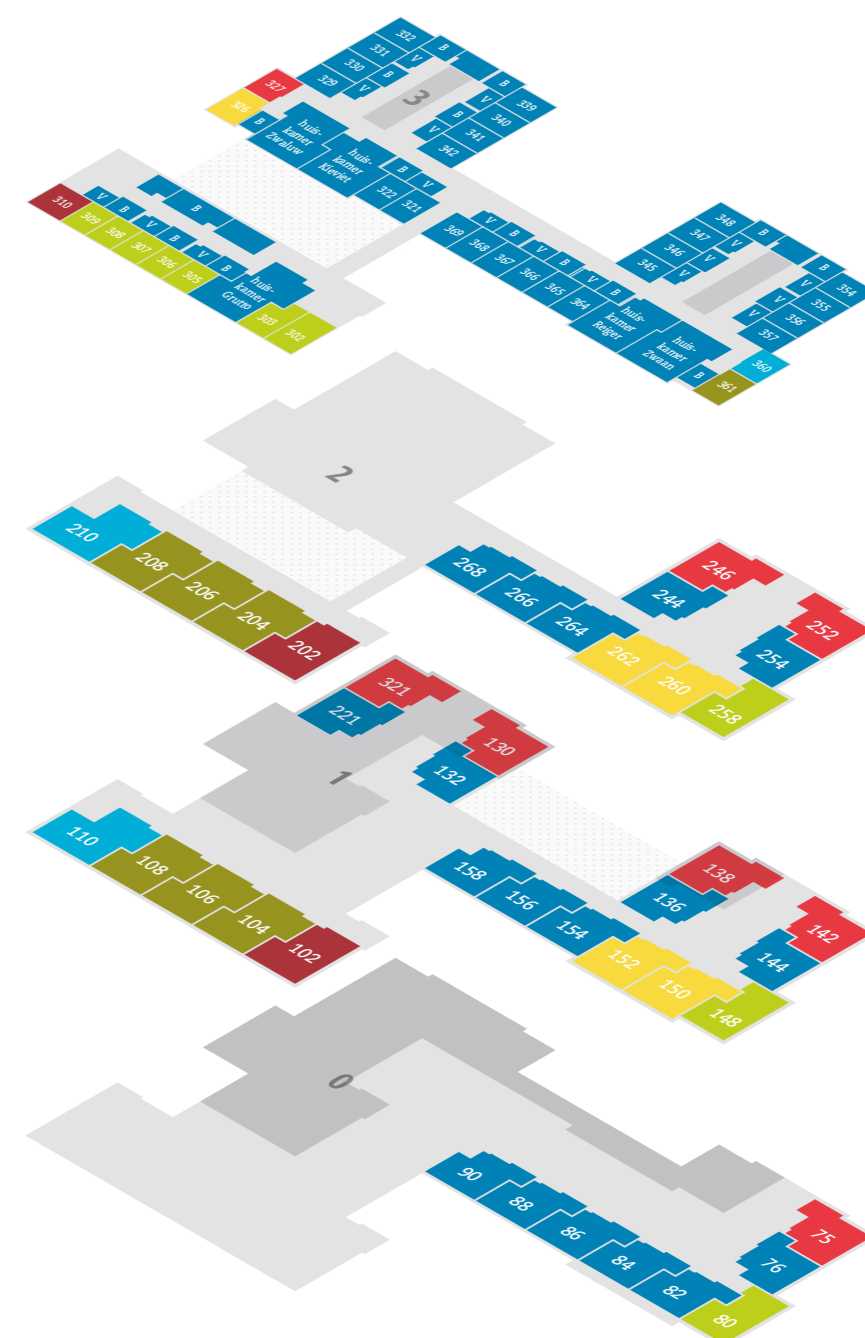 332
B
331
V
330
B
329
V
327
326
B
huis-
kamer
Zwaluw
huis-
kamer
Kieviet
B
V
322
321
3
B
339
V
340
B
341
V
342
310
V
B
309
308
V
B
307
306
V
B
305
B
huis-
kamer
Grutto
303
302
369
V
B
368
367
V
B
366
365
V
B
364
huis-
kamer
Reiger
huis-
kamer
Zwaan
B
361
360
348
B
347
V
346
V
345
V
B
354
V
355
V
356
V
357
2
210
208
206
204
202
268
266
264
262
260
258
246
244
252
254
1
321
221
130
132
110
108
106
104
102
158
156
154
152
150
148
138
136
142
144
0
90
88
86
84
82
80
75
76